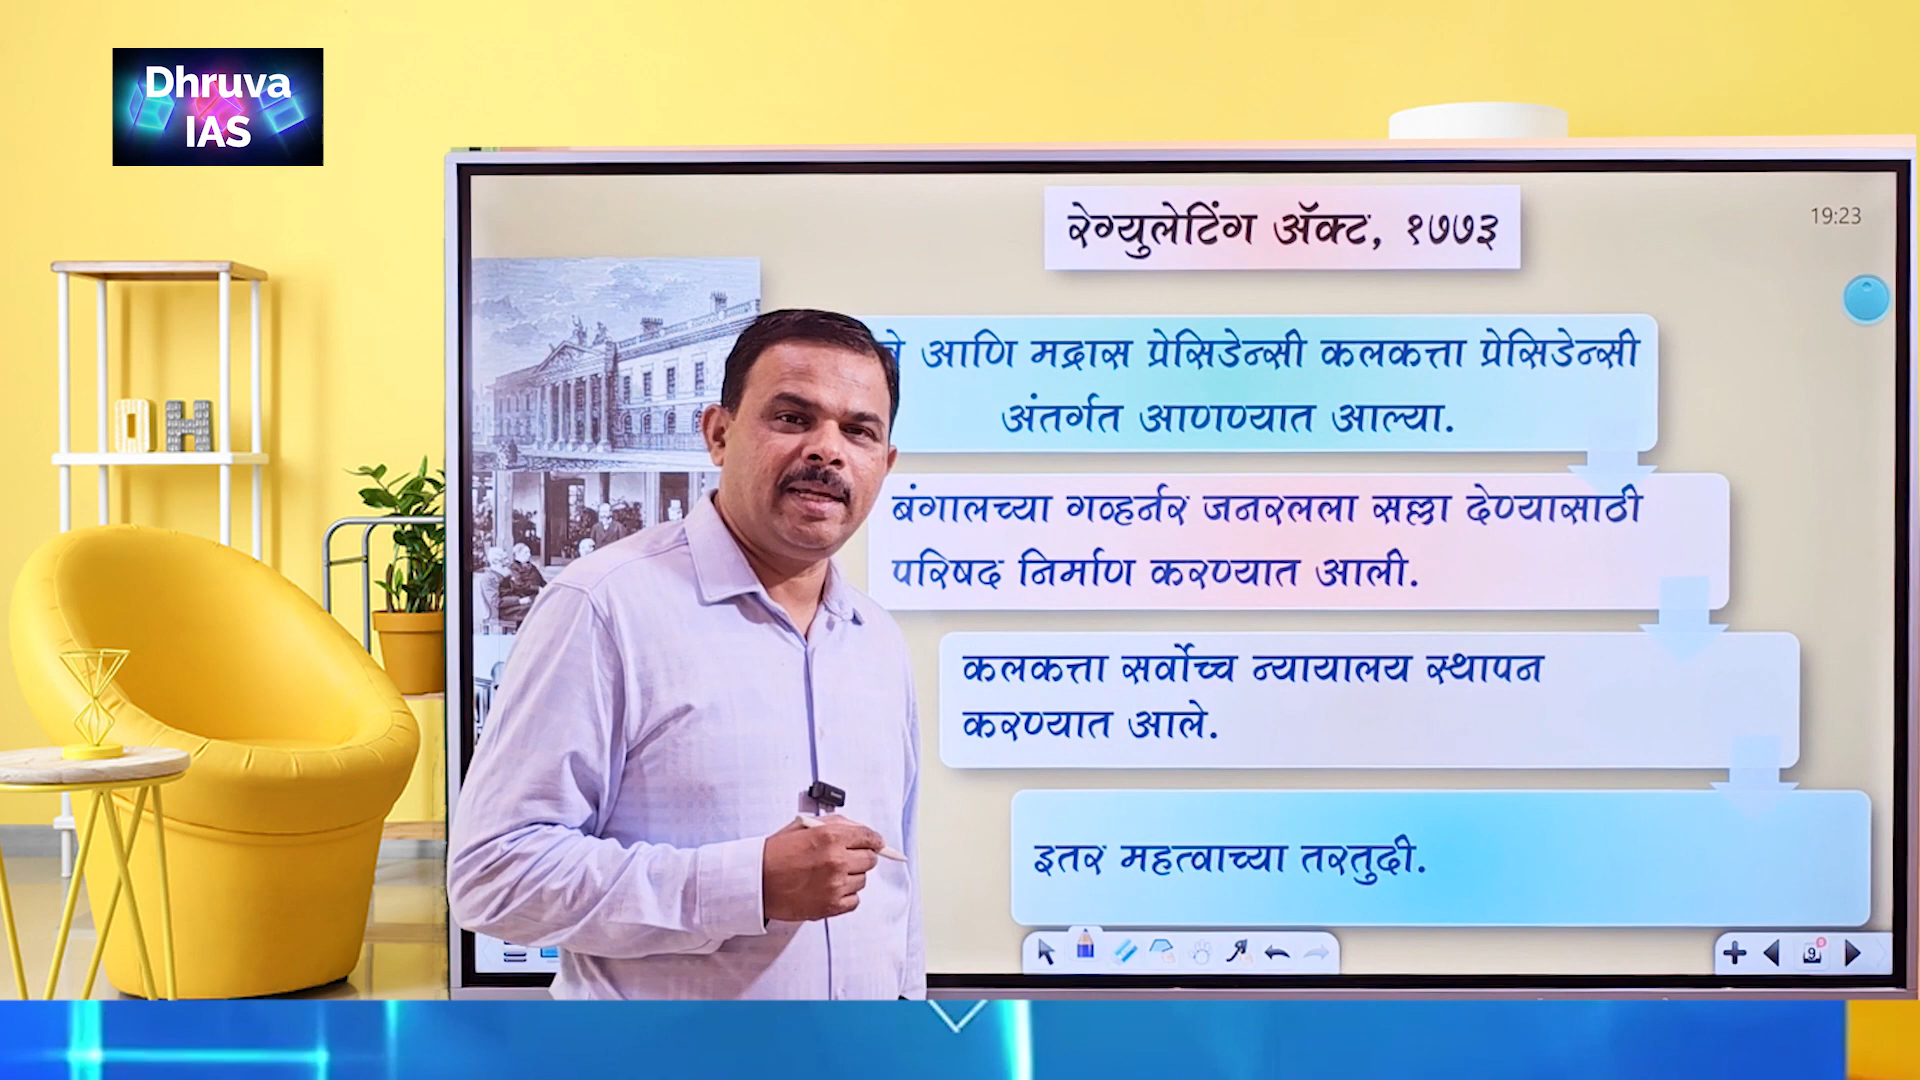 Dhruva
IAS
रेग्युलेटिंग ॲक्ट, १७७३
19:23
आणि मद्रास प्रेसिडेन्सी कलकत्ता प्रेसिडेन्सी
अंतर्गत आणण्यात आल्या.
बंगालच्या गव्हर्नर जनरलला सल्ला देण्यासाठी
परिषद निर्माण करण्यात आली.
कलकत्ता सर्वोच्च न्यायालय स्थापन
करण्यात आले.
इतर महत्वाच्या तरतुदी.
9